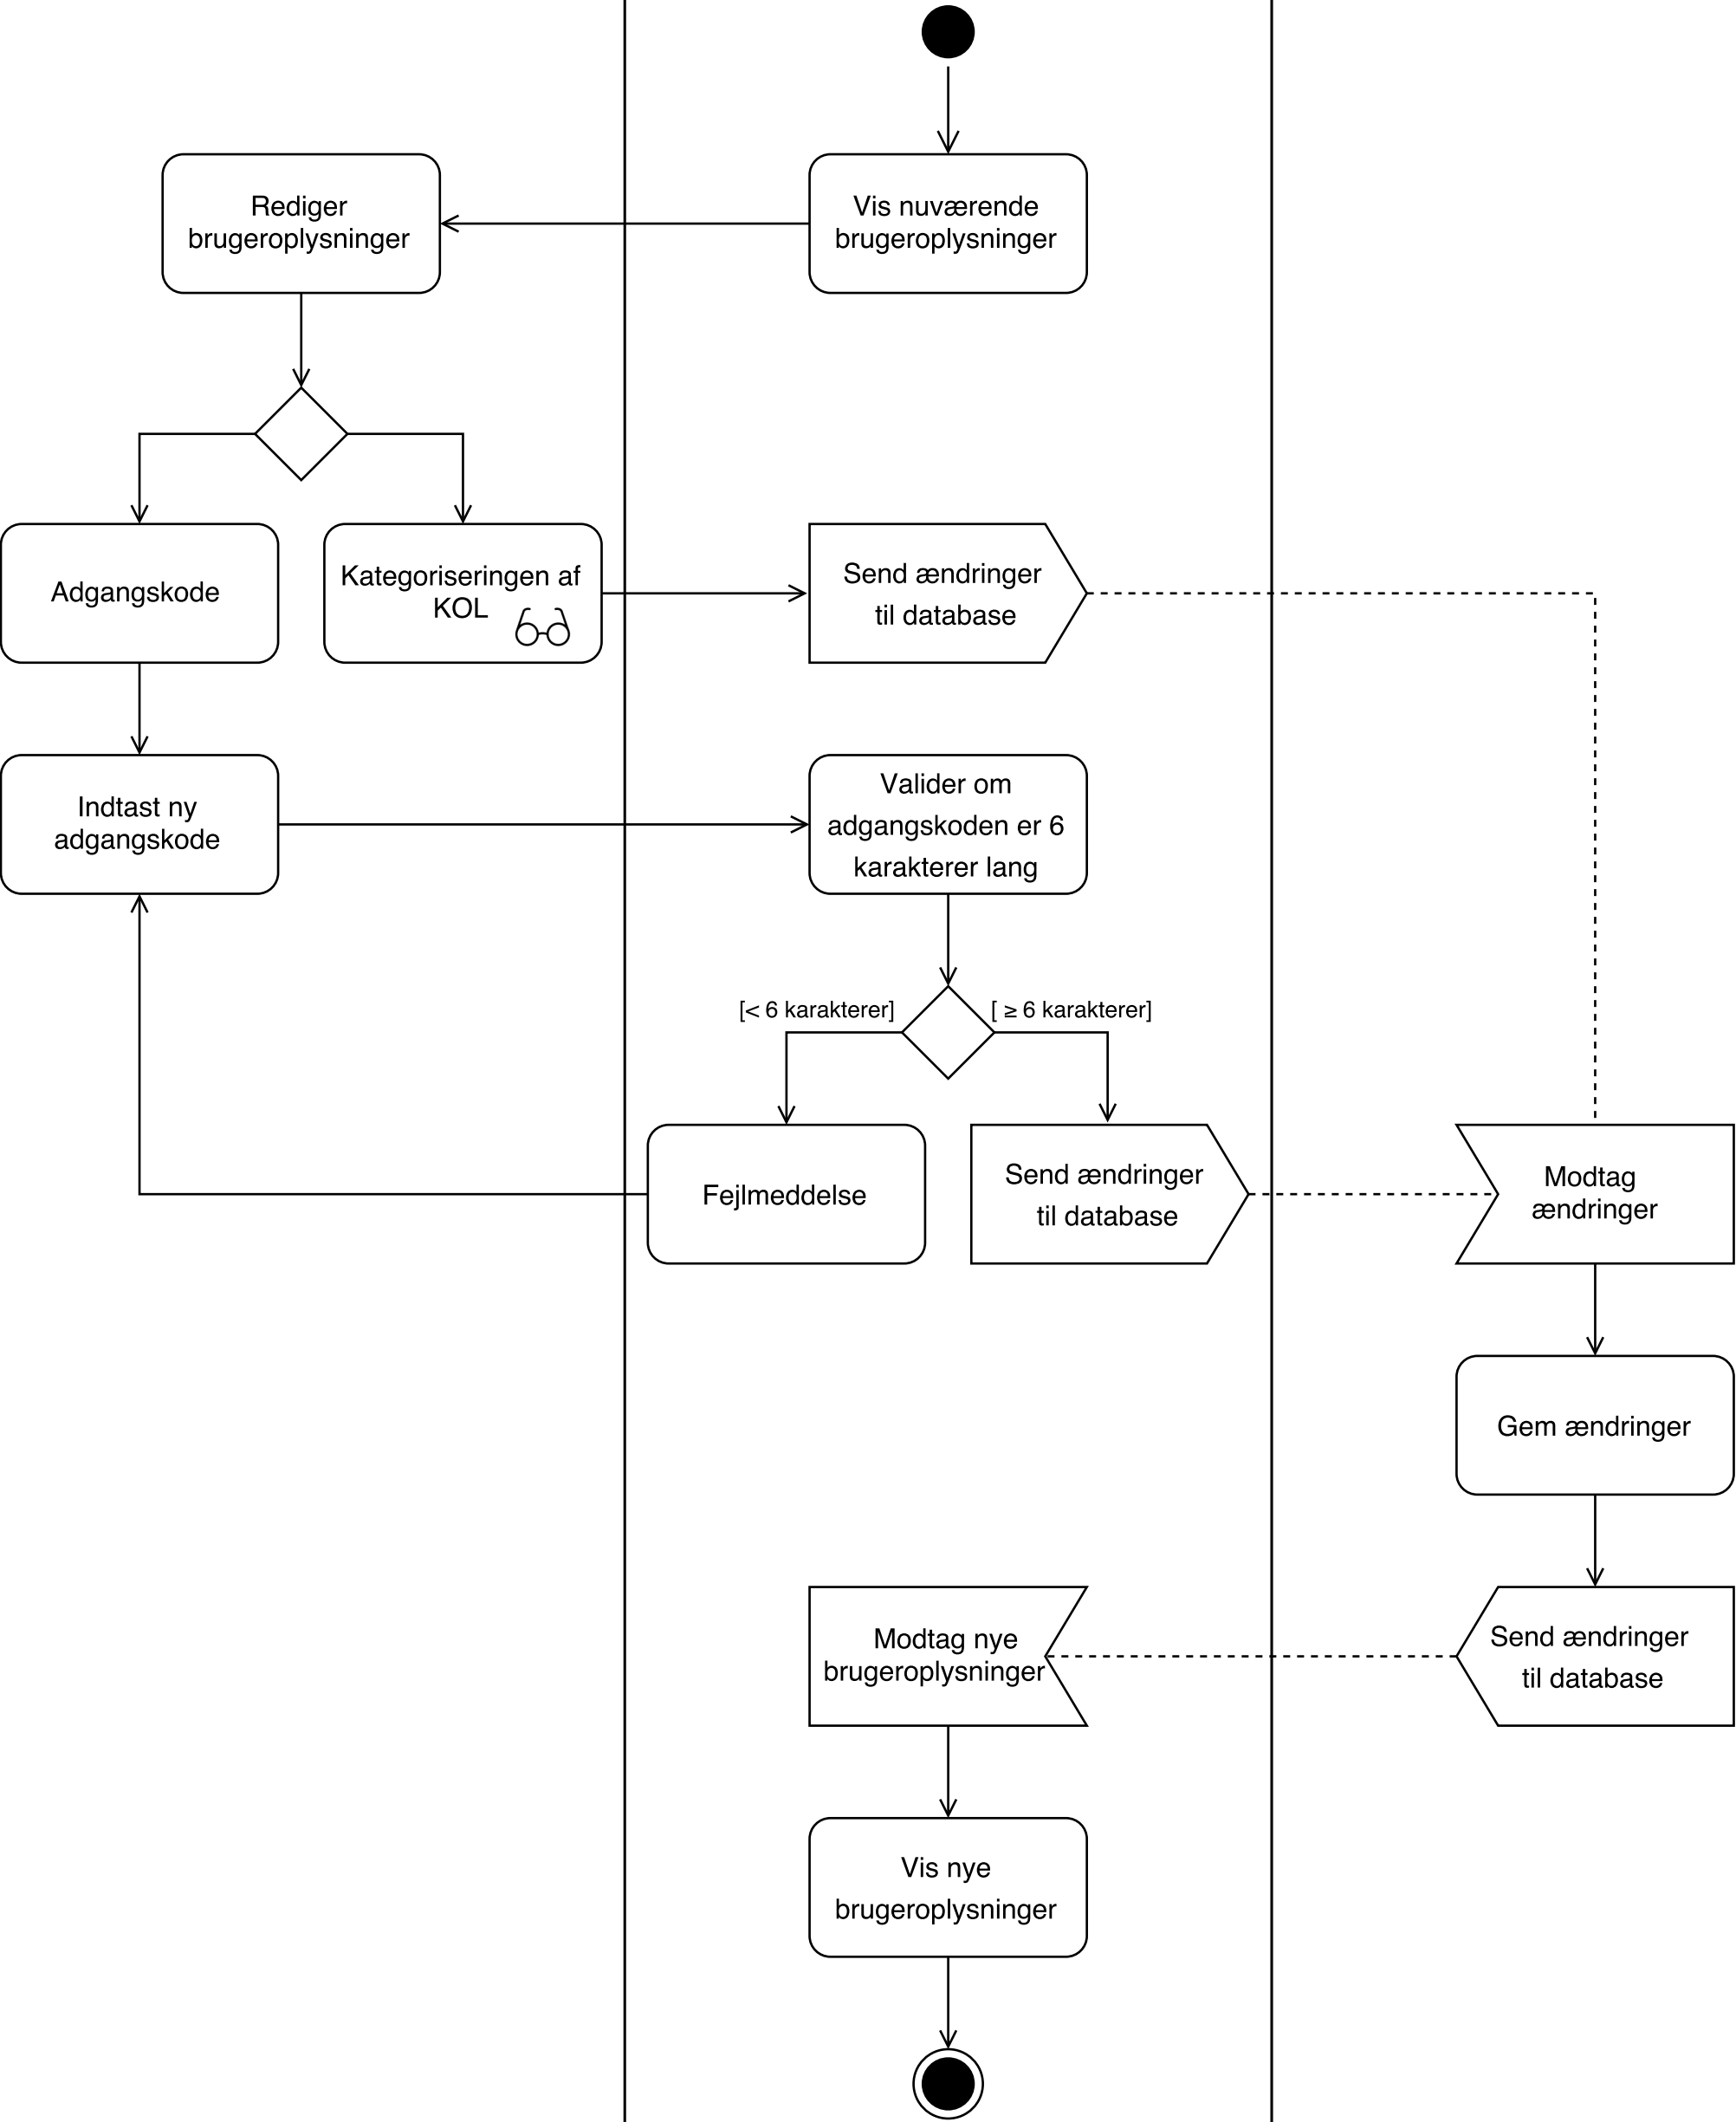 Vis nuværende
brugeroplysninger
Rediger
brugeroplysninger
Adgangskode
Kategoriseringen af
KOL
Send ændringer
til database
Indtast ny
adgangskode
Valider om
adgangskoden er 6
karakterer lang
[< 6 karakterer]
[ ≥ 6 karakterer]
Fejlmeddelse
Send ændringer
til database
Modtag
ændringer
Gem ændringer
Send ændringer
til database
Modtag nye
brugeroplysninger
Vis nye
brugeroplysninger